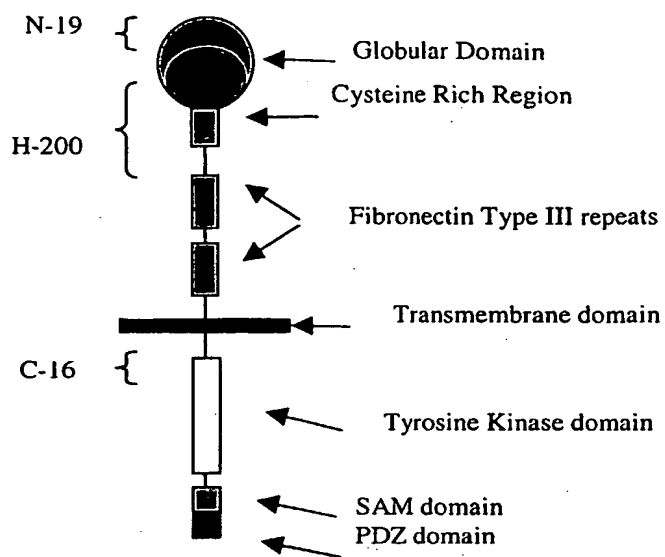 N-19
Globular Domain
Cysteine Rich Region
H-200
Fibronectin Type III repeats
Transmembrane domain
C-16
Tyrosine Kinase domain
SAM domain
PDZ domain